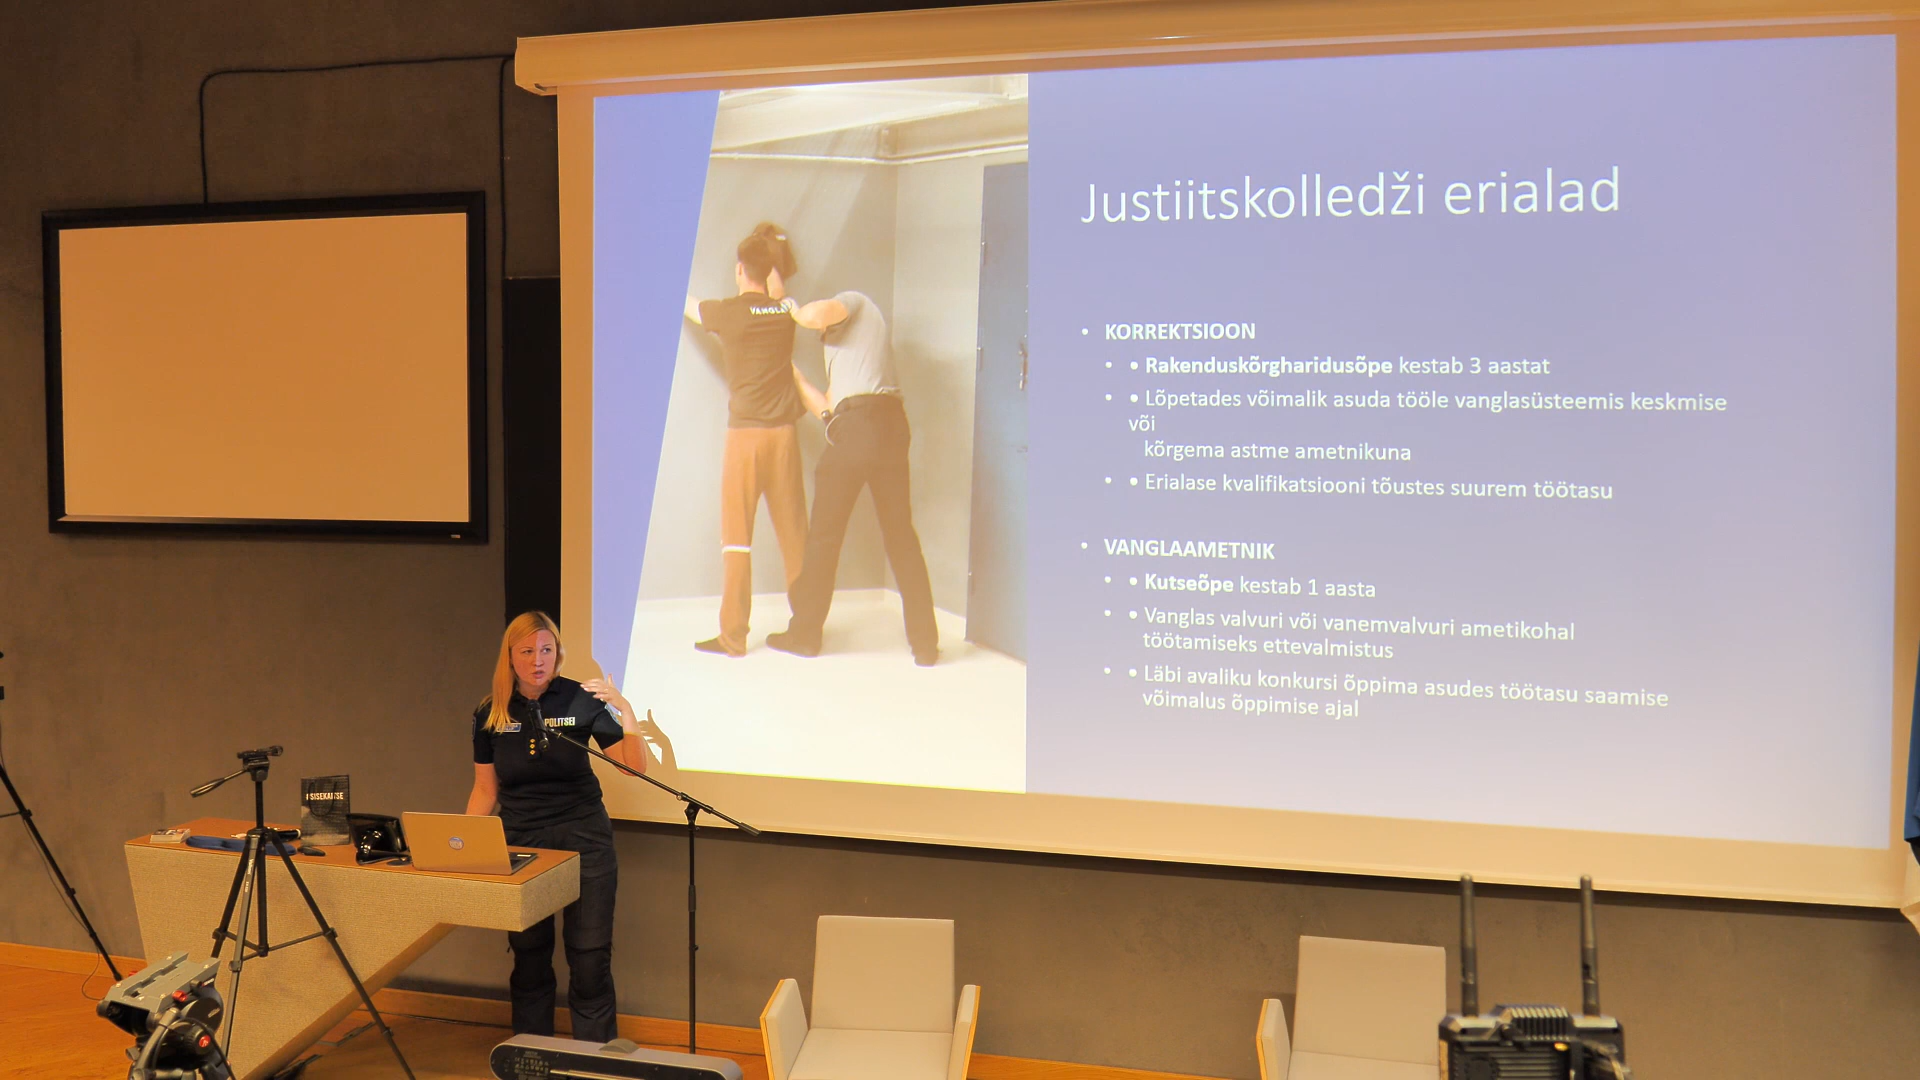 Justiitskolledži erialad
• KORREKTSIOON
• • Rakenduskõrgharidusõpe kestab 3 aastat
• • Lõpetades võimalik asuda tööle vanglasüsteemis keskmise
või
kõrgema astme ametnikuna
• • Erialase kvalifikatsiooni tõustes suurem töötasu
• VANGLAAMETNIK
• • Kutseõpe kestab 1 aasta
• • Vanglas valvuri või vanemvalvuri ametikohal
töötamiseks ettevalmistus
• • Läbi avaliku konkursi õppima asudes töötasu saamise
võimalus õppimise ajal
VANGLA
POLITSEI
SISEKAITSE